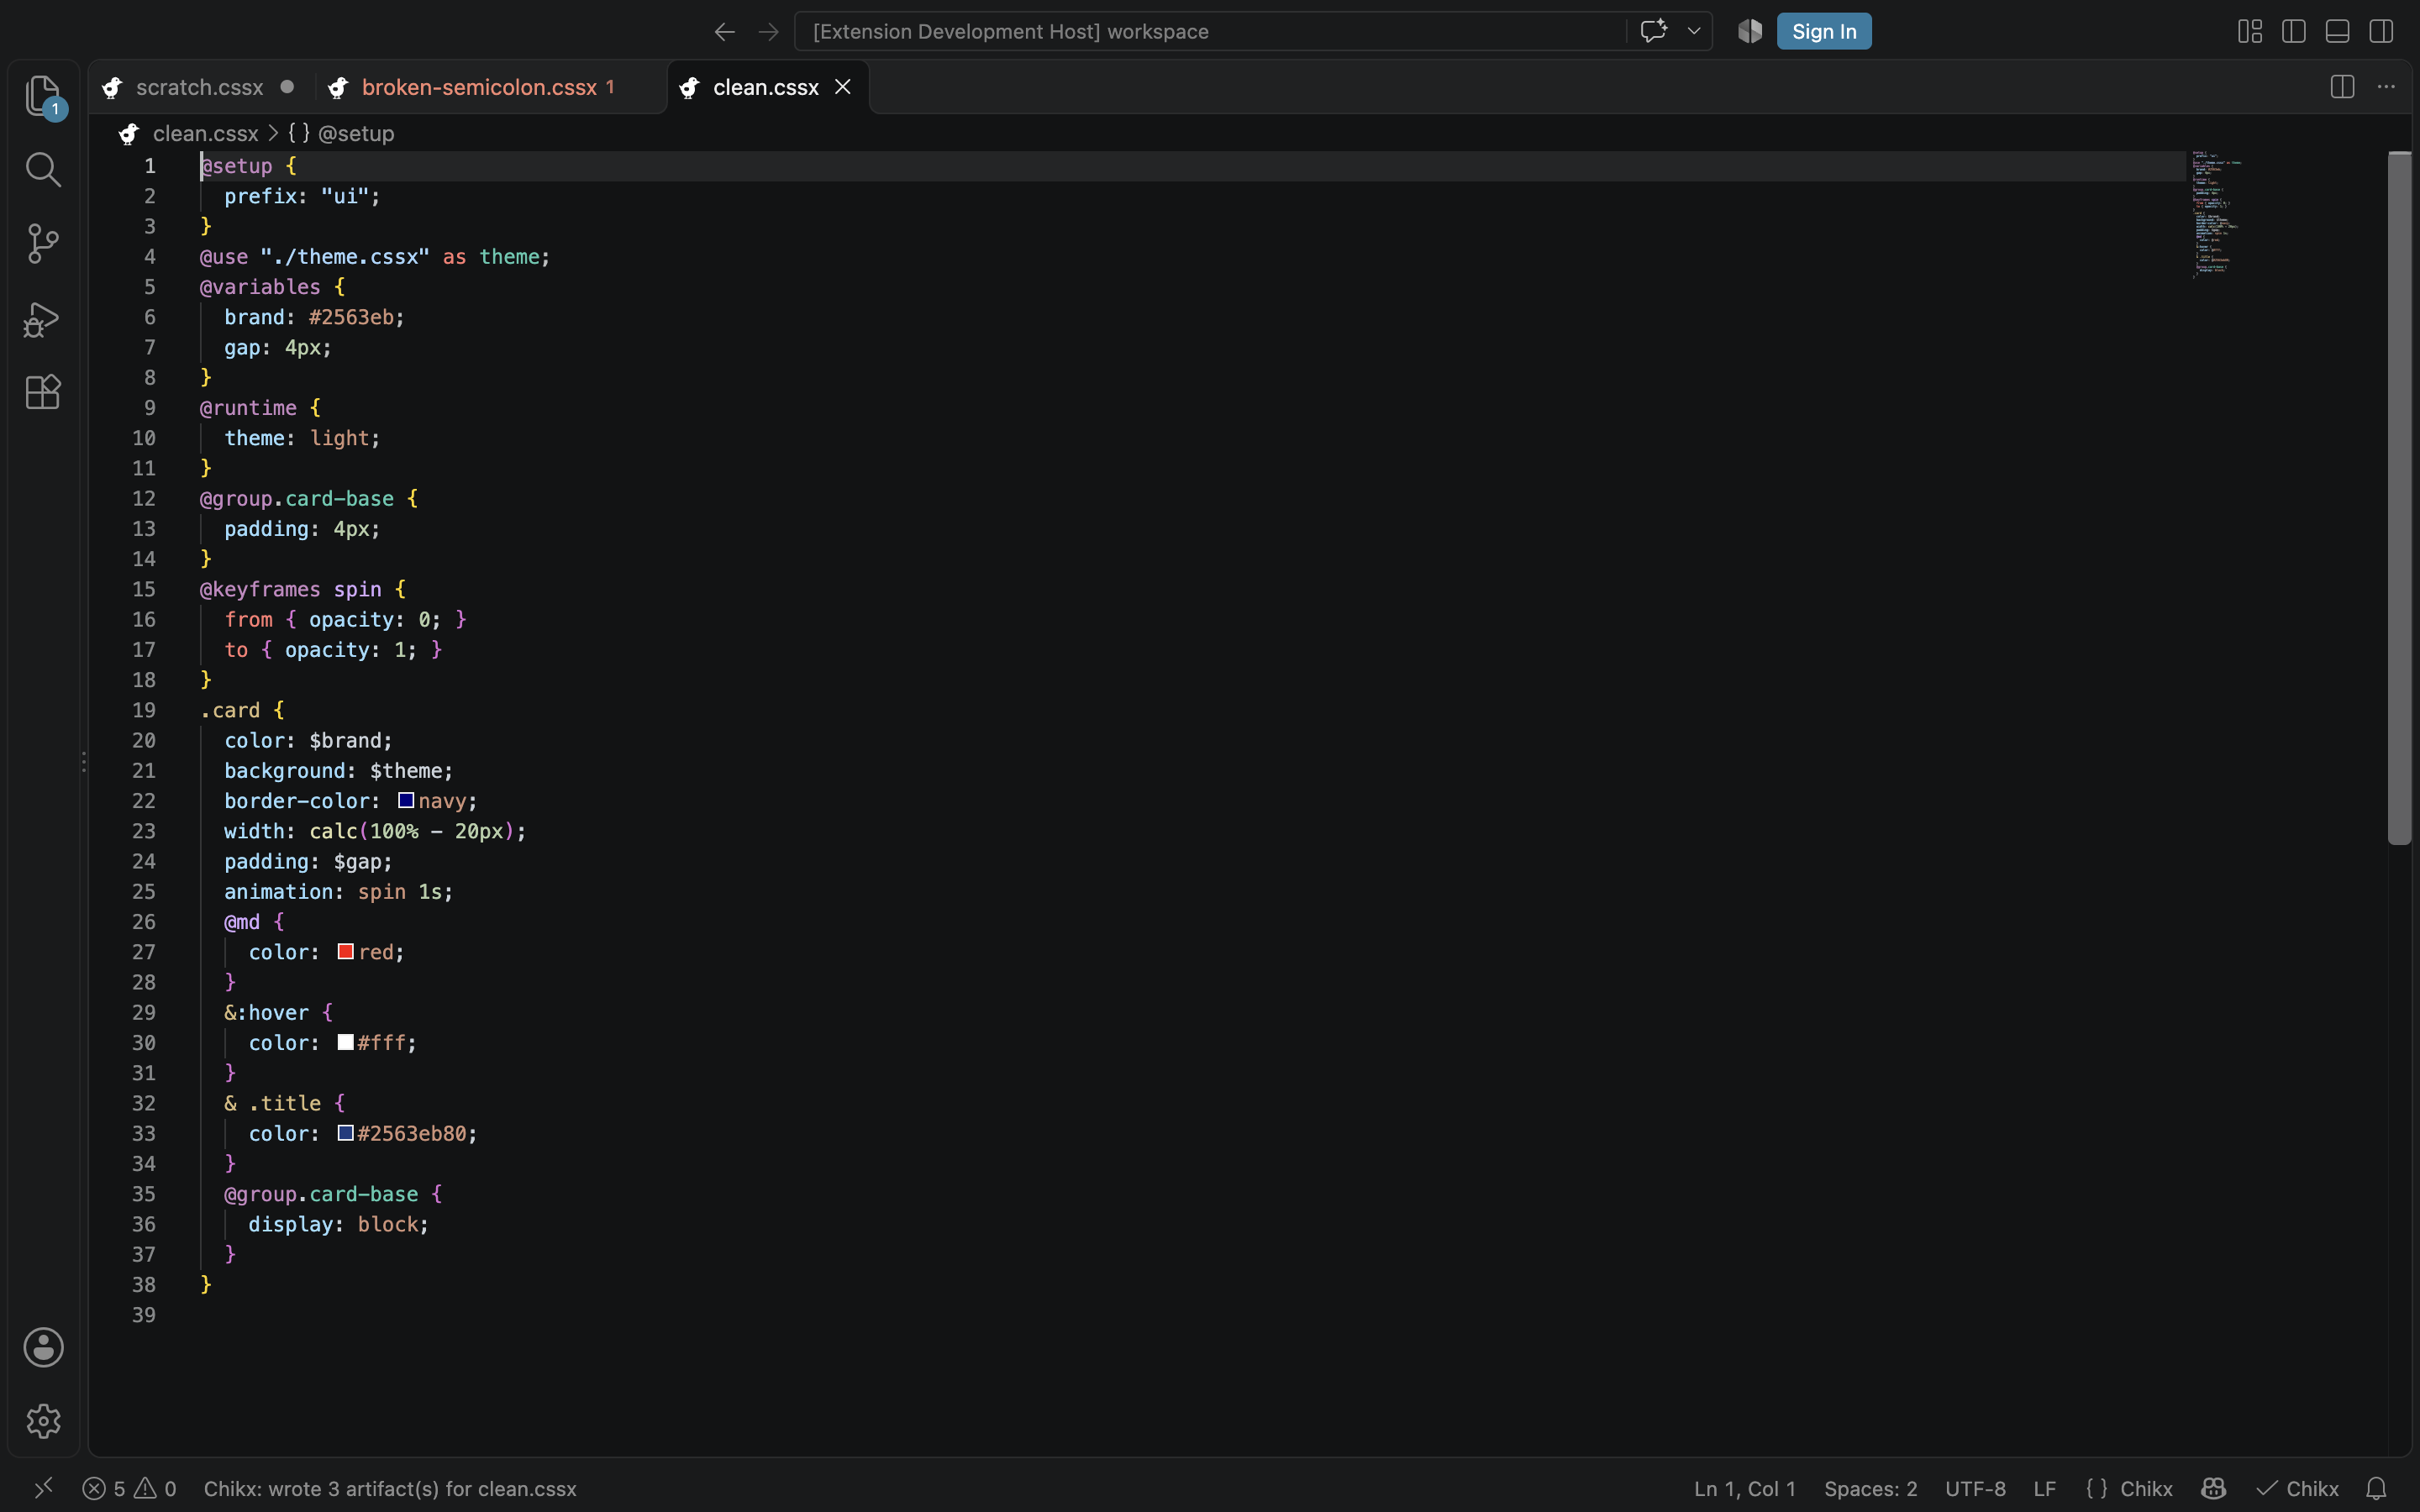 [Extension Development Host] workspace
Sign In
1
scratch.cssx
broken-semicolon.cssx 1
clean.cssx
clean.cssx > {} @setup
1 @setup {
2 prefix: "ui";
3 }
4 @use "./theme.cssx" as theme;
5 @variables {
6 brand: #2563eb;
7 gap: 4px;
8 }
9 @runtime {
10 theme: light;
11 }
12 @group.card-base {
13 padding: 4px;
14 }
15 @keyframes spin {
16 from { opacity: 0; }
17 to { opacity: 1; }
18 }
19 .card {
20 color: $brand;
21 background: $theme;
22 border-color: navy;
23 width: calc(100% - 20px);
24 padding: $gap;
25 animation: spin 1s;
26 @md {
27 color: red;
28 }
29 &:hover {
30 color: #fff;
31 }
32 & .title {
33 color: #2563eb80;
34 }
35 @group.card-base {
36 display: block;
37 }
38 }
39
5 0 Chikx: wrote 3 artifact(s) for clean.cssx
Ln 1, Col 1 Spaces: 2 UTF-8 LF {} Chikx Chikx